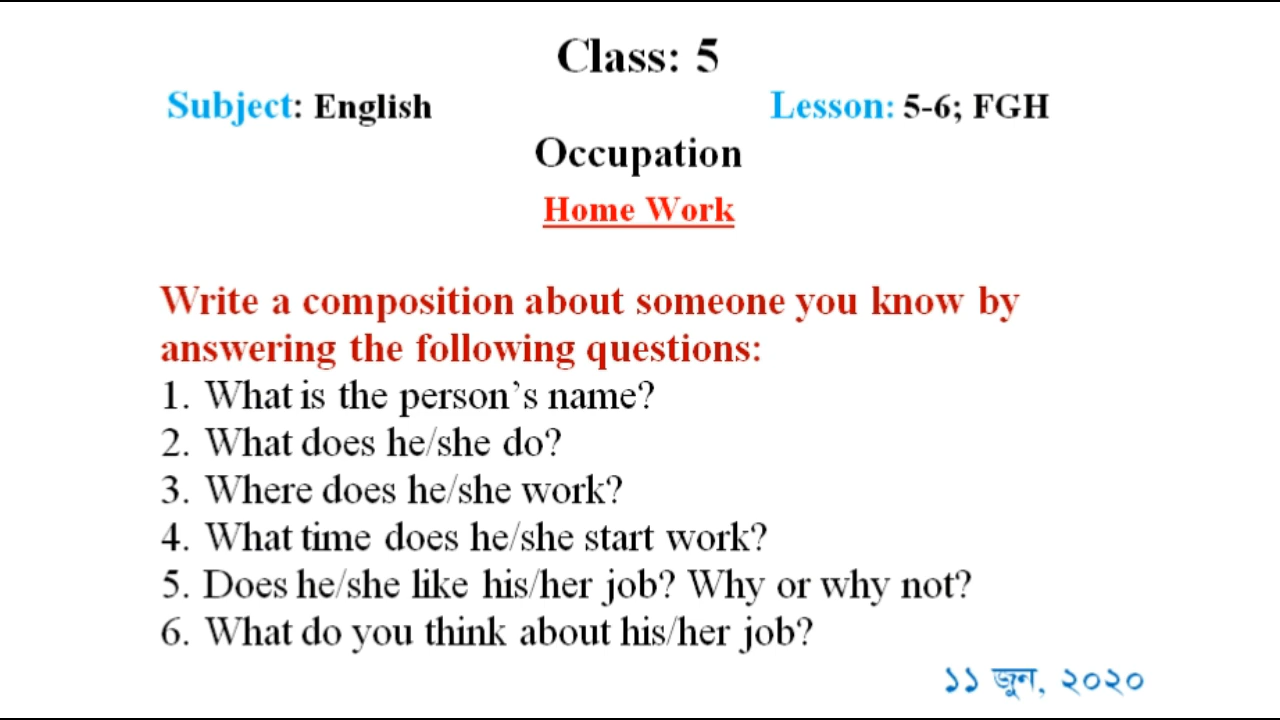 Class: 5
Subject: English Lesson: 5-6; FGH
Occupation
Home Work
Write a composition about someone you know by
answering the following questions:
1. What is the person’s name?
2. What does he/she do?
3. Where does he/she work?
4. What time does he/she start work?
5. Does he/she like his/her job? Why or why not?
6. What do you think about his/her job?
১১ জুন, ২০২০